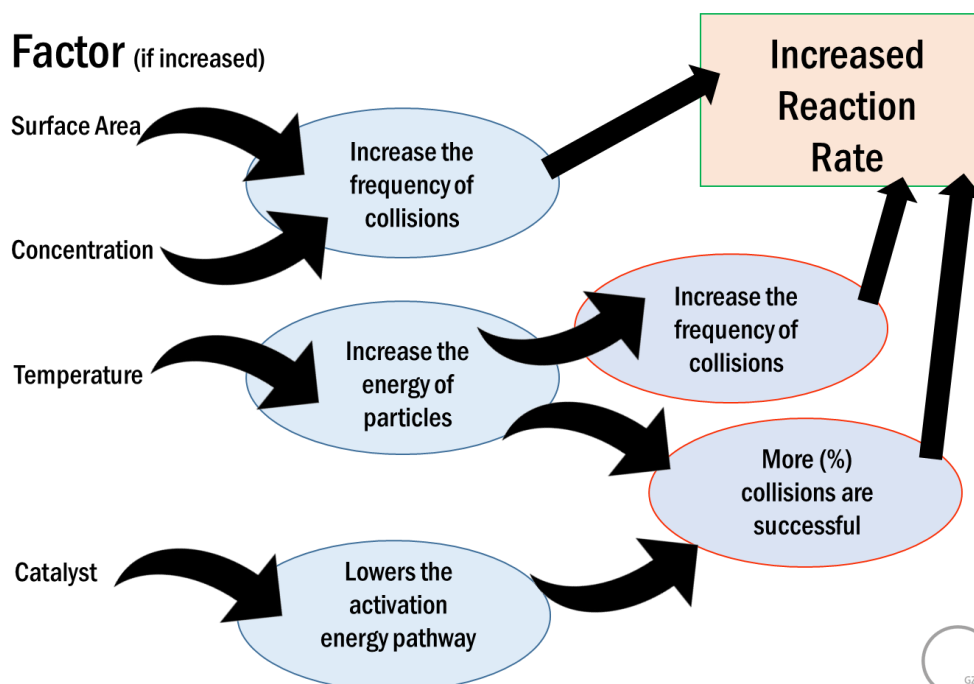 Factor (if increased)
Increased
Reaction
Rate
Surface Area
Increase the
frequency of
collisions
Concentration
Temperature
Increase the
energy of
particles
Increase the
frequency of
collisions
More (%)
collisions are
successful
Catalyst
Lowers the
activation
energy pathway